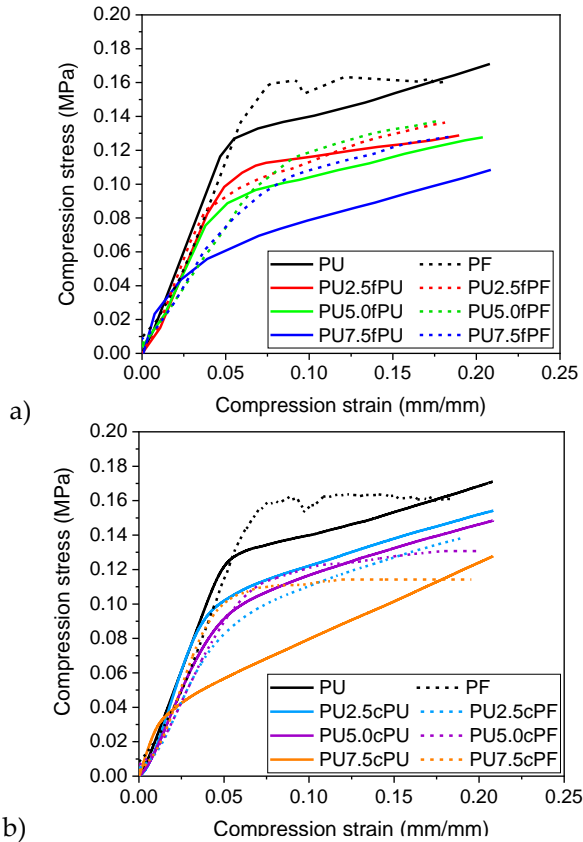 0.20
0.18
0.16
0.14
0.12
0.10
0.08
0.06
0.04
0.02
0.00
Compression stress (MPa)
PU PF
PU2.5fPU PU2.5fPF
PU5.0fPU PU5.0fPF
PU7.5fPU PU7.5fPF
0.00 0.05 0.10 0.15 0.20 0.25
Compression strain (mm/mm)
a)
0.20
0.18
0.16
0.14
0.12
0.10
0.08
0.06
0.04
0.02
0.00
Compression stress (MPa)
PU PF
PU2.5cPU PU2.5cPF
PU5.0cPU PU5.0cPF
PU7.5cPU PU7.5cPF
0.00 0.05 0.10 0.15 0.20 0.25
Compression strain (mm/mm)
b)